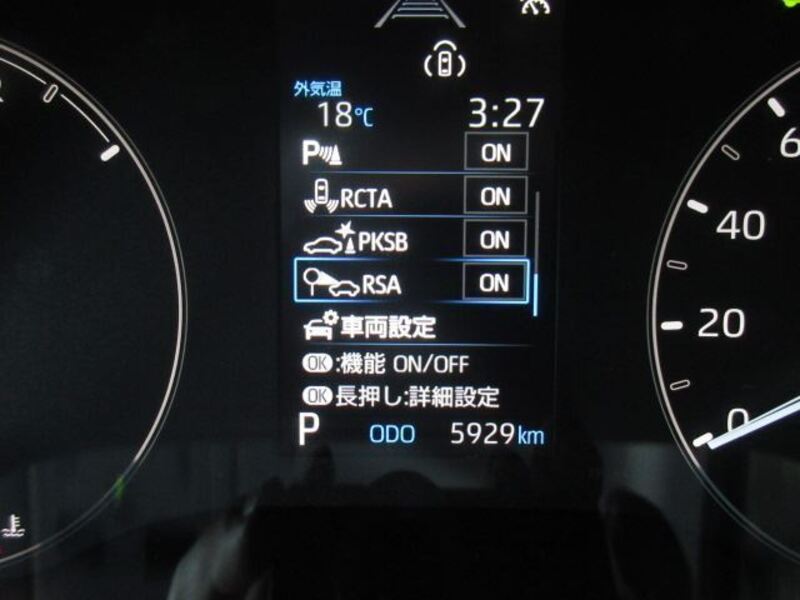 外気温
18℃ 3:27
P ON
RCTA ON
PKSB ON
RSA ON
車両設定
OK:機能 ON/OFF
OK長押し:詳細設定
P ODO 5929km
6
40
20
0